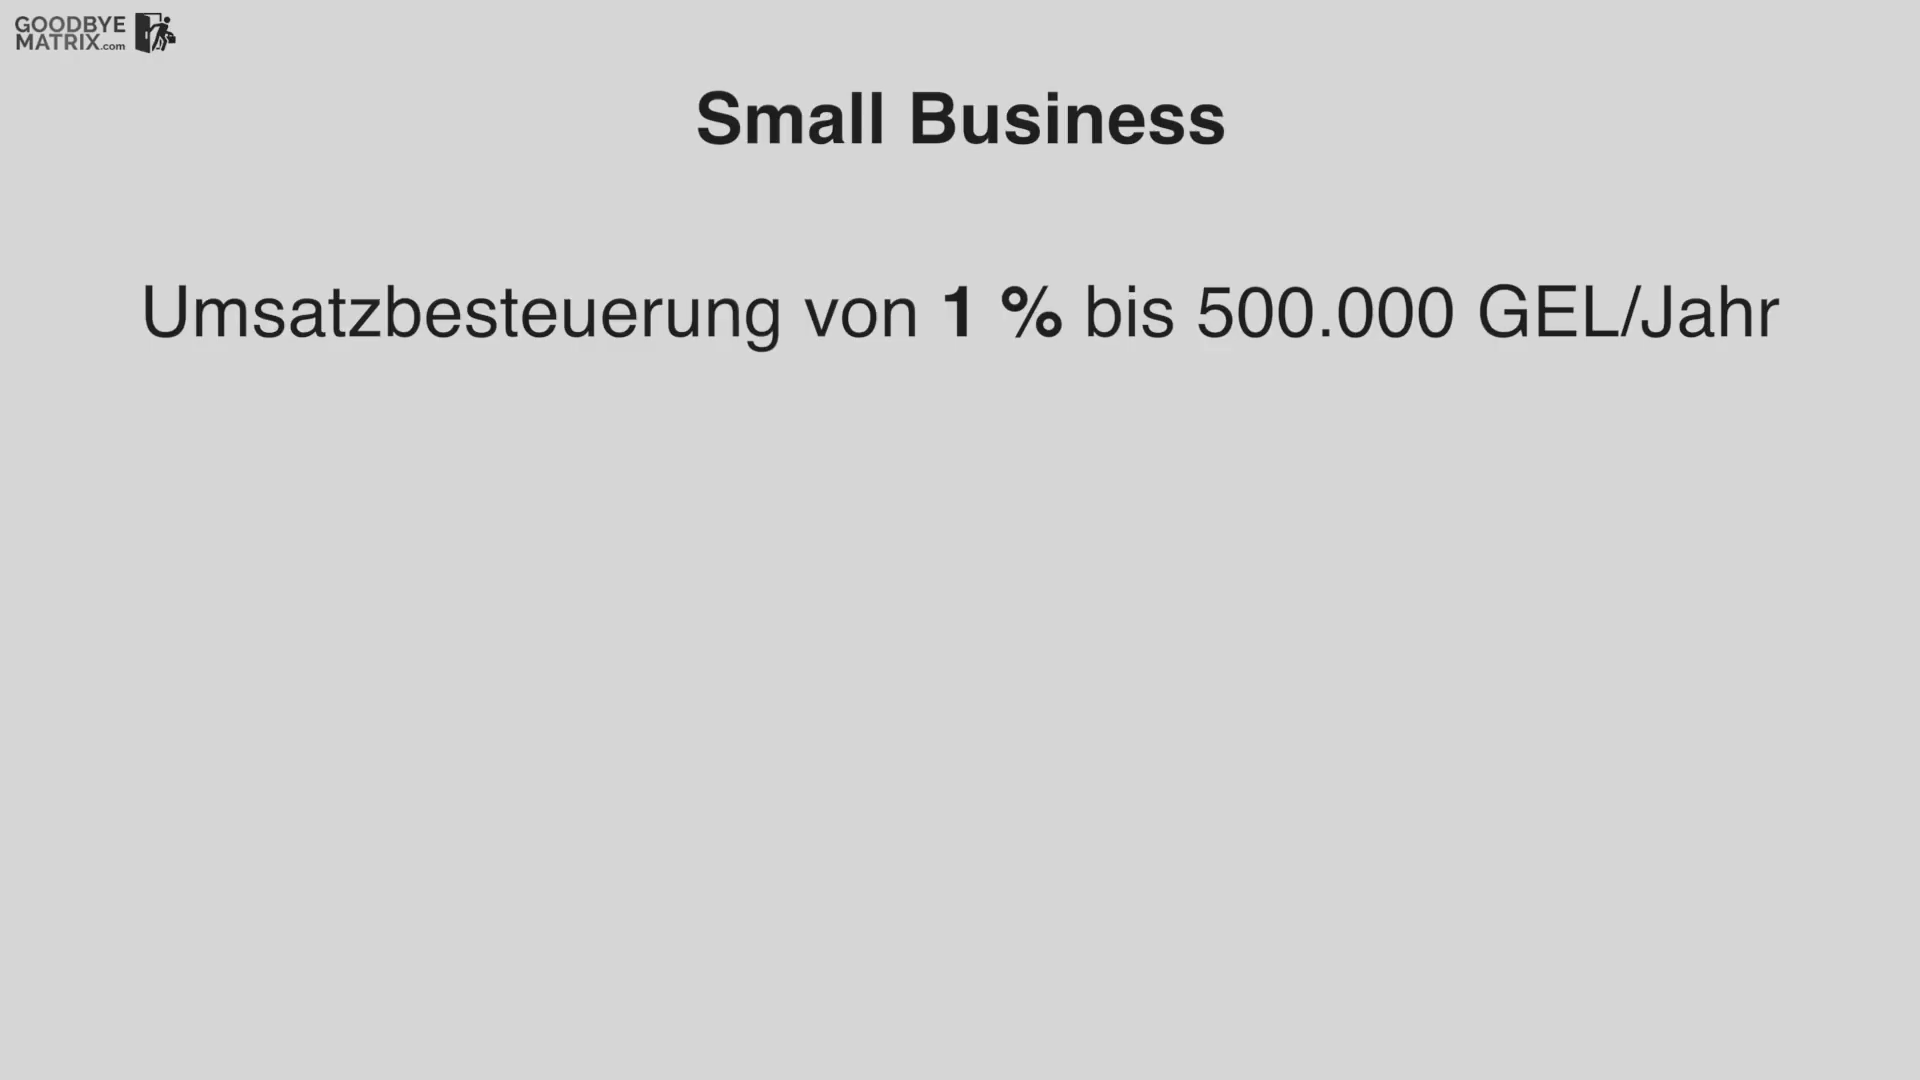 GOODBYE
MATRIX.com
Small Business
Umsatzbesteuerung von 1 % bis 500.000 GEL/Jahr